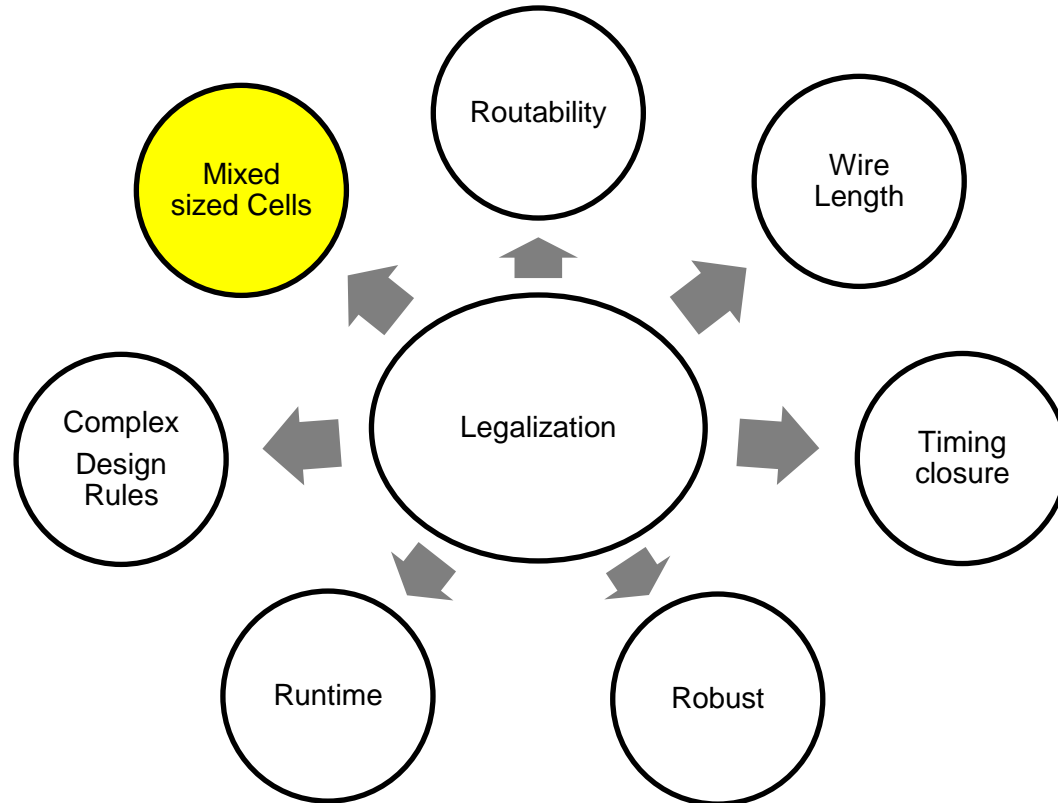 Routability
Mixed
sized Cells
Wire
Length
Legalization
Complex
Design
Rules
Timing
closure
Runtime
Robust